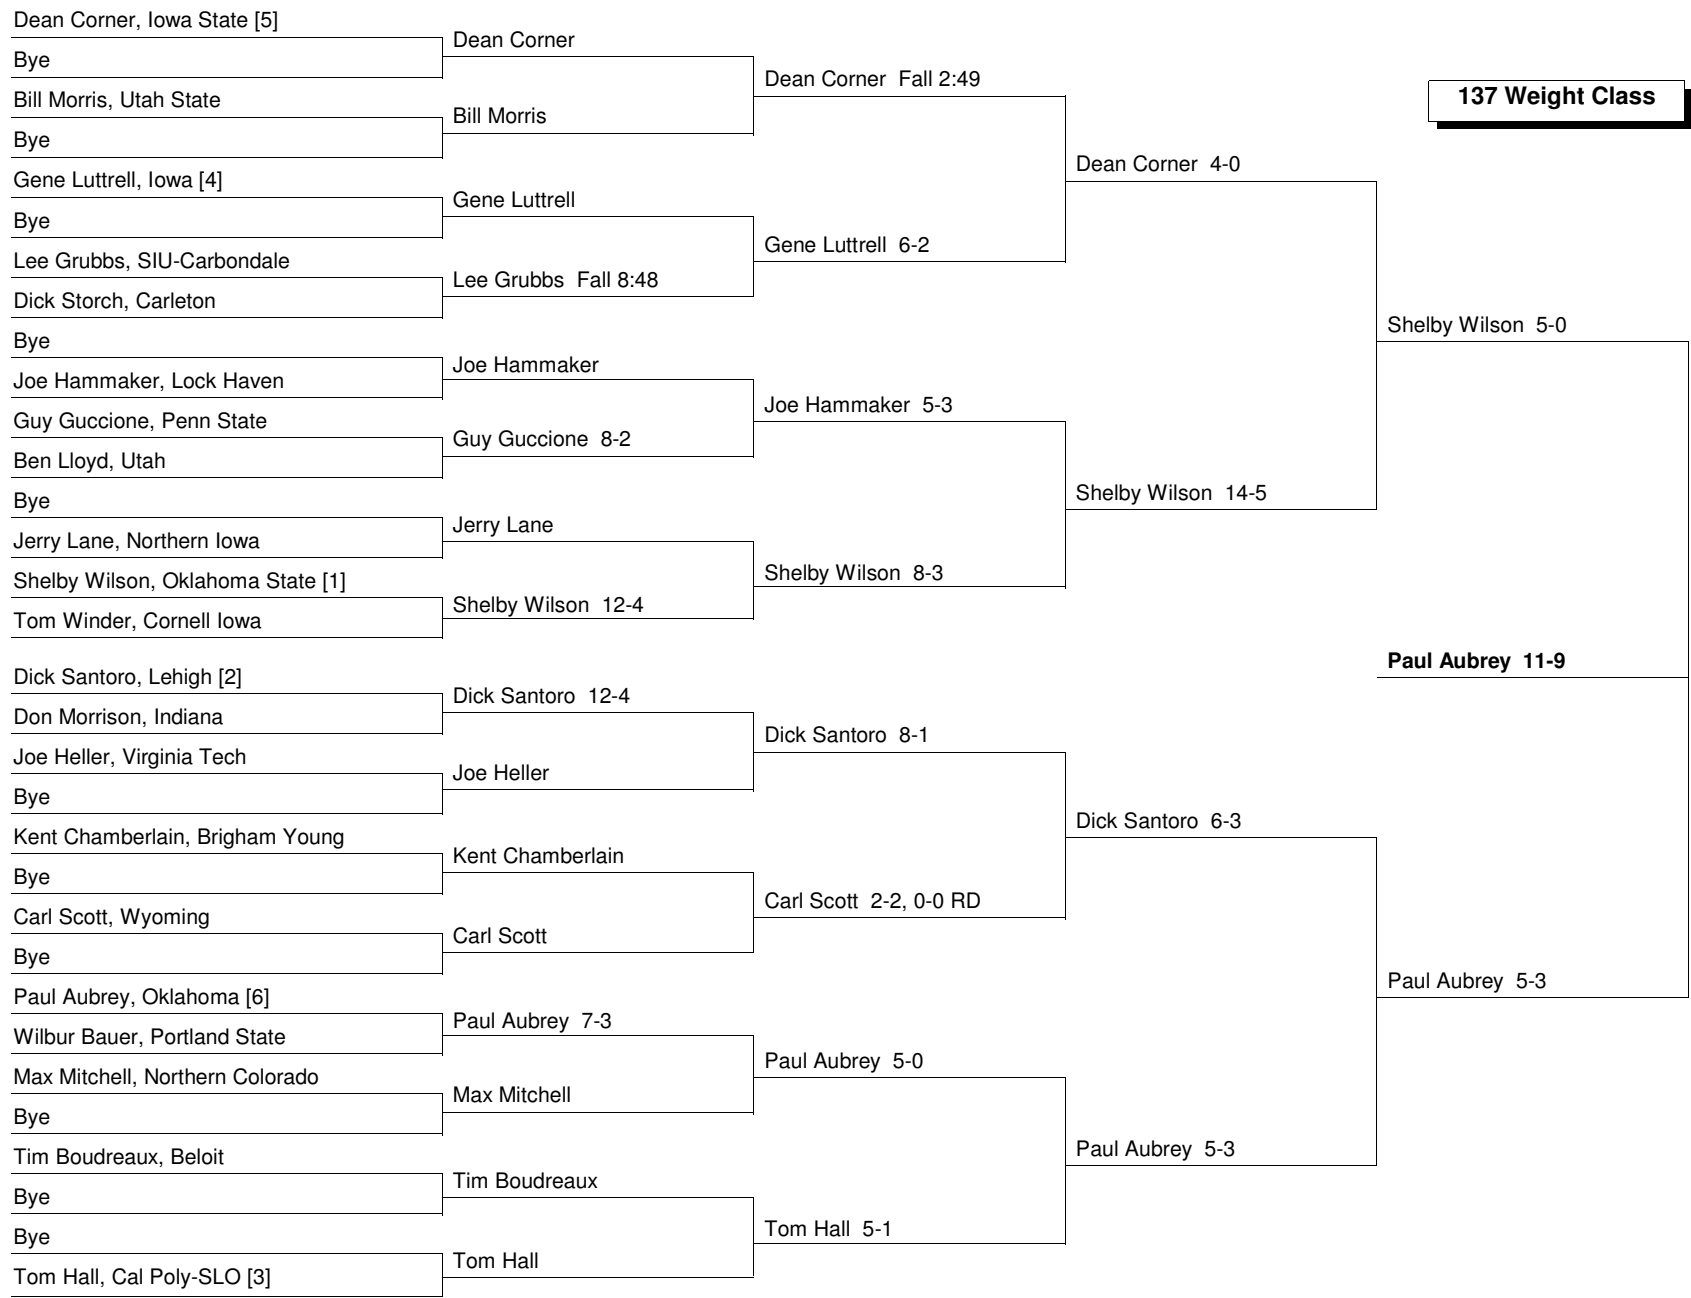 Dean Corner, Iowa State [5]
Bye
Bill Morris, Utah State
Bye
Gene Luttrell, Iowa [4]
Bye
Lee Grubbs, SIU-Carbondale
Dick Storch, Carleton
Bye
Joe Hammaker, Lock Haven
Guy Guccione, Penn State
Ben Lloyd, Utah
Bye
Jerry Lane, Northern Iowa
Shelby Wilson, Oklahoma State [1]
Tom Winder, Cornell Iowa
Dick Santoro, Lehigh [2]
Don Morrison, Indiana
Joe Heller, Virginia Tech
Bye
Kent Chamberlain, Brigham Young
Bye
Carl Scott, Wyoming
Bye
Paul Aubrey, Oklahoma [6]
Wilbur Bauer, Portland State
Max Mitchell, Northern Colorado
Bye
Tim Boudreaux, Beloit
Bye
Bye
Tom Hall, Cal Poly-SLO [3]
Dean Corner
Bill Morris
Gene Luttrell
Lee Grubbs Fall 8:48
Joe Hammaker
Guy Guccione 8-2
Jerry Lane
Shelby Wilson 12-4
Dick Santoro 12-4
Joe Heller
Kent Chamberlain
Carl Scott
Paul Aubrey 7-3
Max Mitchell
Tim Boudreaux
Tom Hall
Dean Corner Fall 2:49
Gene Luttrell 6-2
Joe Hammaker 5-3
Shelby Wilson 8-3
Dick Santoro 8-1
Carl Scott 2-2, 0-0 RD
Paul Aubrey 5-0
Tom Hall 5-1
Dean Corner 4-0
Shelby Wilson 14-5
Dick Santoro 6-3
Paul Aubrey 5-3
137 Weight Class
Shelby Wilson 5-0
Paul Aubrey 11-9
Paul Aubrey 5-3